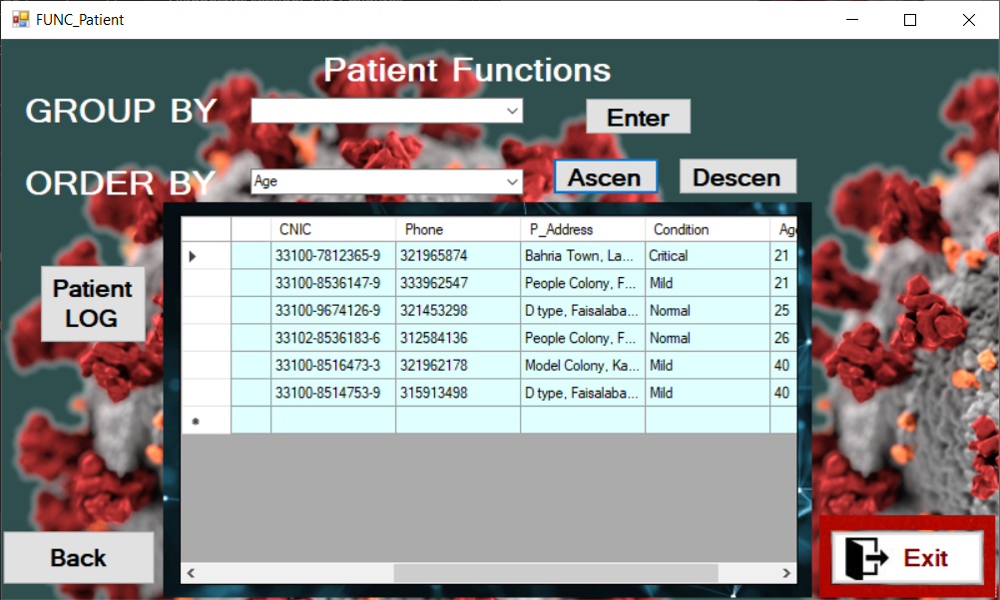 FUNC_Patient
Patient Functions
GROUP BY
Enter
ORDER BY Age
Ascen Descen
CNIC Phone P_Address Condition Age
33100-7812365-9 321965874 Bahria Town, La... Critical 21
33100-8536147-9 333962547 People Colony, F... Mild 21
33100-9674126-9 321453298 D type, Faisalaba... Normal 25
33102-8536183-6 312584136 People Colony, F... Normal 26
33100-8516473-3 321962178 Model Colony, Ka... Mild 40
33100-8514753-9 315913498 D type, Faisalaba... Mild 40
Patient
LOG
Back
Exit